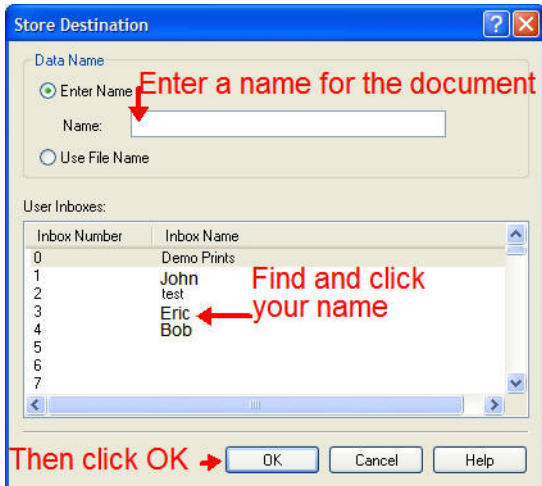 Store Destination
Data Name
Enter Name Enter a name for the document
Name:
Use File Name
User Inboxes:
Inbox Number Inbox Name
0 Demo Prints
1 John
2 test
3 Eric
4 Bob
5
6
7
Find and click
your name
Then click OK OK Cancel Help